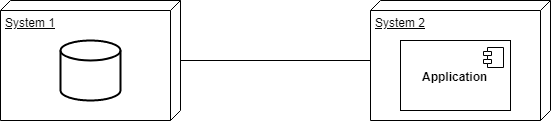 System 1
System 2
Application